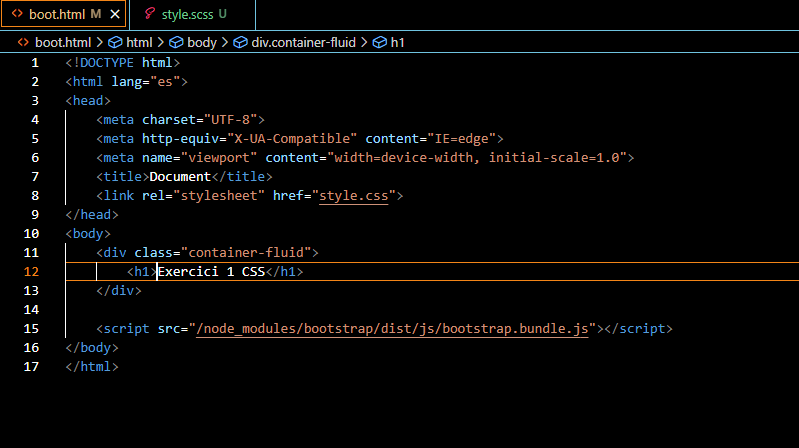 boot.html M style.scss U
boot.html > html > body > div.container-fluid > h1
1 <!DOCTYPE html>
2 <html lang="es">
3 <head>
4     <meta charset="UTF-8">
5     <meta http-equiv="X-UA-Compatible" content="IE=edge">
6     <meta name="viewport" content="width=device-width, initial-scale=1.0">
7     <title>Document</title>
8     <link rel="stylesheet" href="style.css">
9 </head>
10 <body>
11     <div class="container-fluid">
12         <h1>Exercici 1 CSS</h1>
13     </div>
14
15     <script src="/node_modules/bootstrap/dist/js/bootstrap.bundle.js"></script>
16 </body>
17 </html>